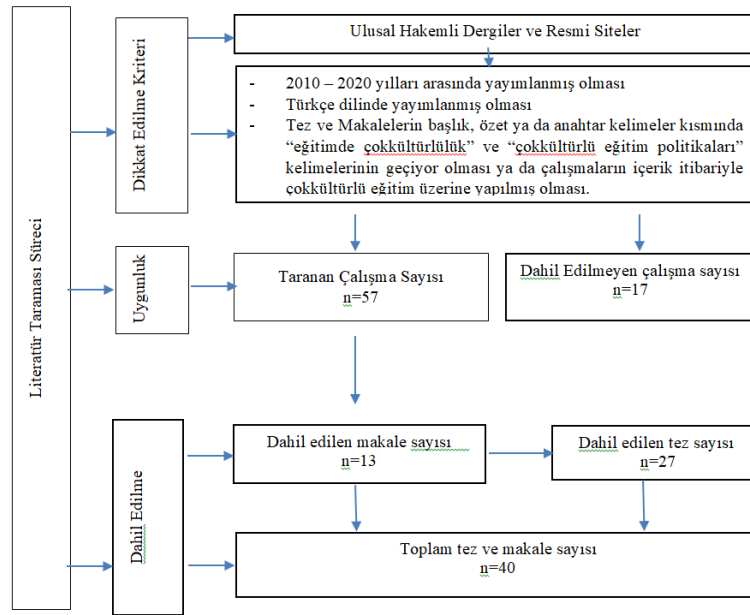 Literatür Taraması Süreci
Dikkat Edilme Kriteri
Ulusal Hakemli Dergiler ve Resmi Siteler
- 2010 – 2020 yılları arasında yayımlanmış olması
- Türkçe dilinde yayımlanmış olması
- Tez ve Makalelerin başlık, özet ya da anahtar kelimeler kısmında
“eğitimde çokkültürlülük” ve “çokkültürlü eğitim politikaları”
kelimelerinin geçiyor olması ya da çalışmaların içerik itibariyle
çokkültürlü eğitim üzerine yapılmış olması.
Uygunluk
Taranan Çalışma Sayısı
n=57
Dahil Edilmeyen çalışma sayısı
n=17
Dahil Edilme
Dahil edilen makale sayısı
n=13
Dahil edilen tez sayısı
n=27
Toplam tez ve makale sayısı
n=40